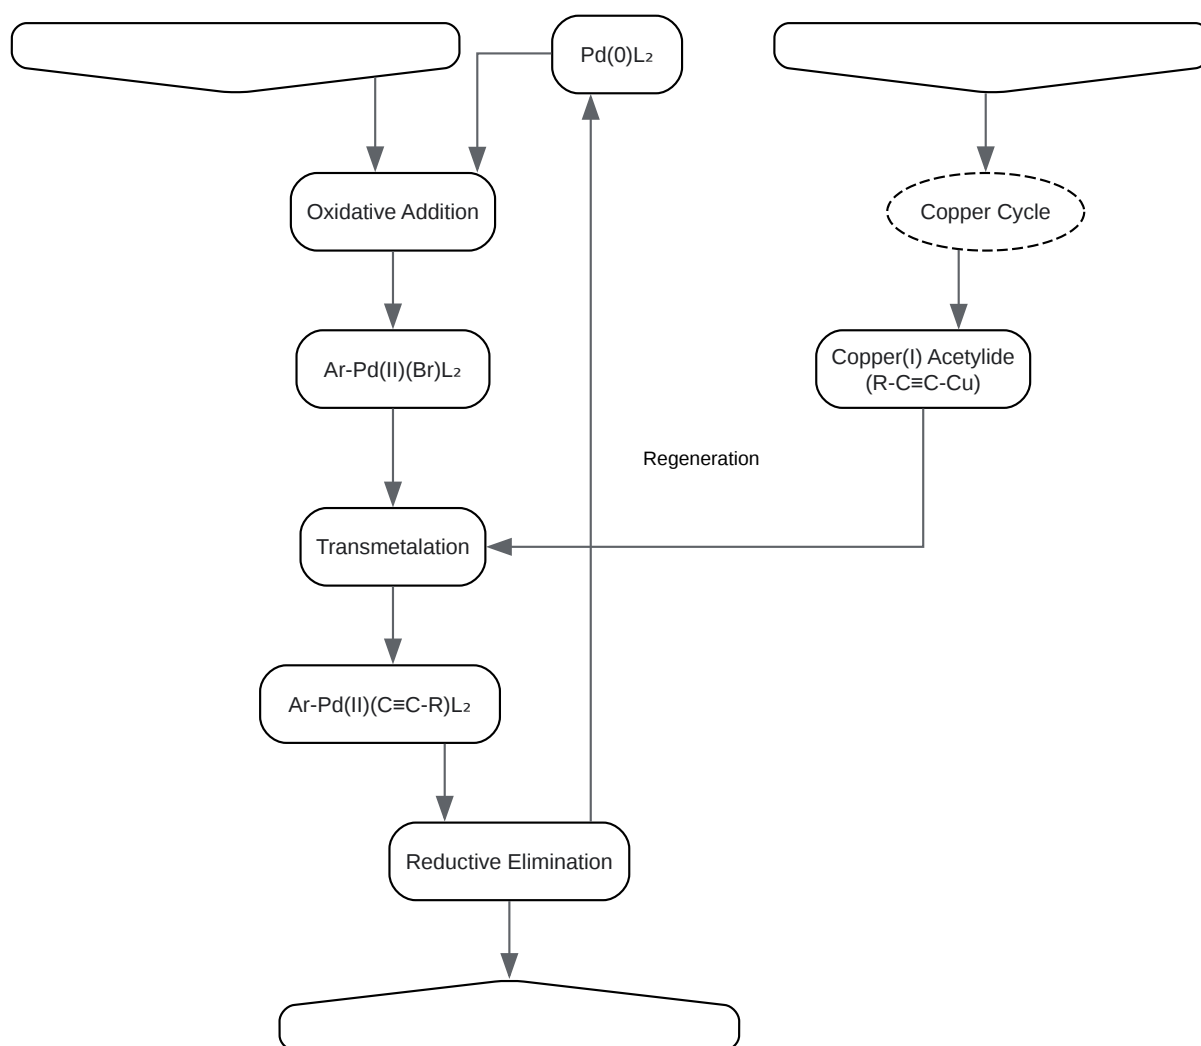 Pd(0)L₂
Oxidative Addition
Copper Cycle
Ar-Pd(II)(Br)L₂
Copper(I) Acetylide
(R-C≡C-Cu)
Regeneration
Transmetalation
Ar-Pd(II)(C≡C-R)L₂
Reductive Elimination